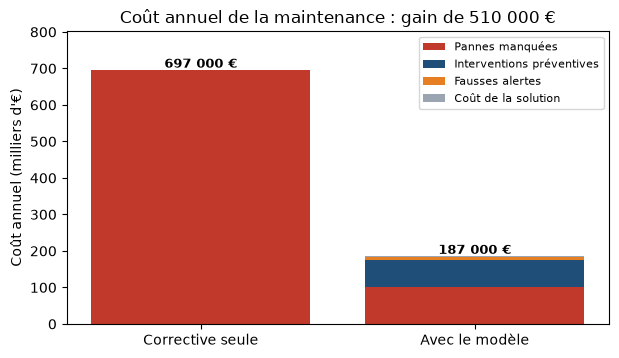 Coût annuel de la maintenance : gain de 510 000 €
Coût annuel (milliers d'€)
800
700
600
500
400
300
200
100
0
697 000 €
187 000 €
Pannes manquées
Interventions préventives
Fausses alertes
Coût de la solution
Corrective seule
Avec le modèle